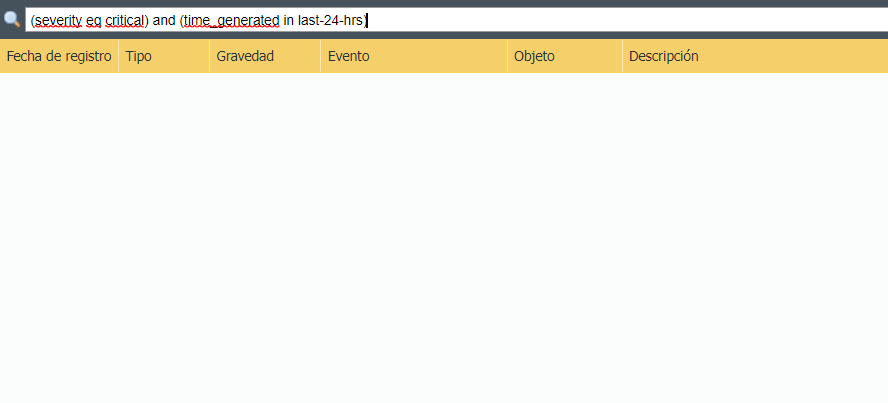 (severity eq critical) and (time_generated in last-24-hrs)
Fecha de registro Tipo Gravedad Evento Objeto Descripción